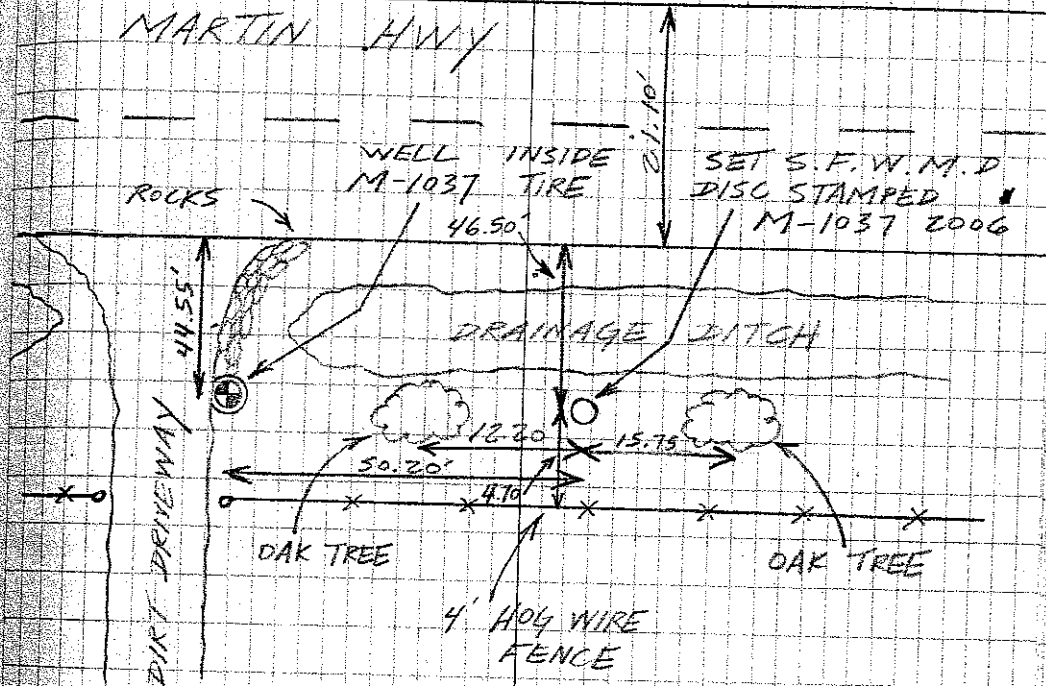 MARTIN HWY
21.10'
WELL INSIDE
M-1037 TIRE
SET S.F.W.M.D
DISC STAMPED
M-1037 2006
ROCKS
46.50'
44.55'
DRAINAGE DITCH
12.20
15.75
50.20'
4.70
OAK TREE
OAK TREE
DIRT DRIVEWAY
4' HOG WIRE
FENCE